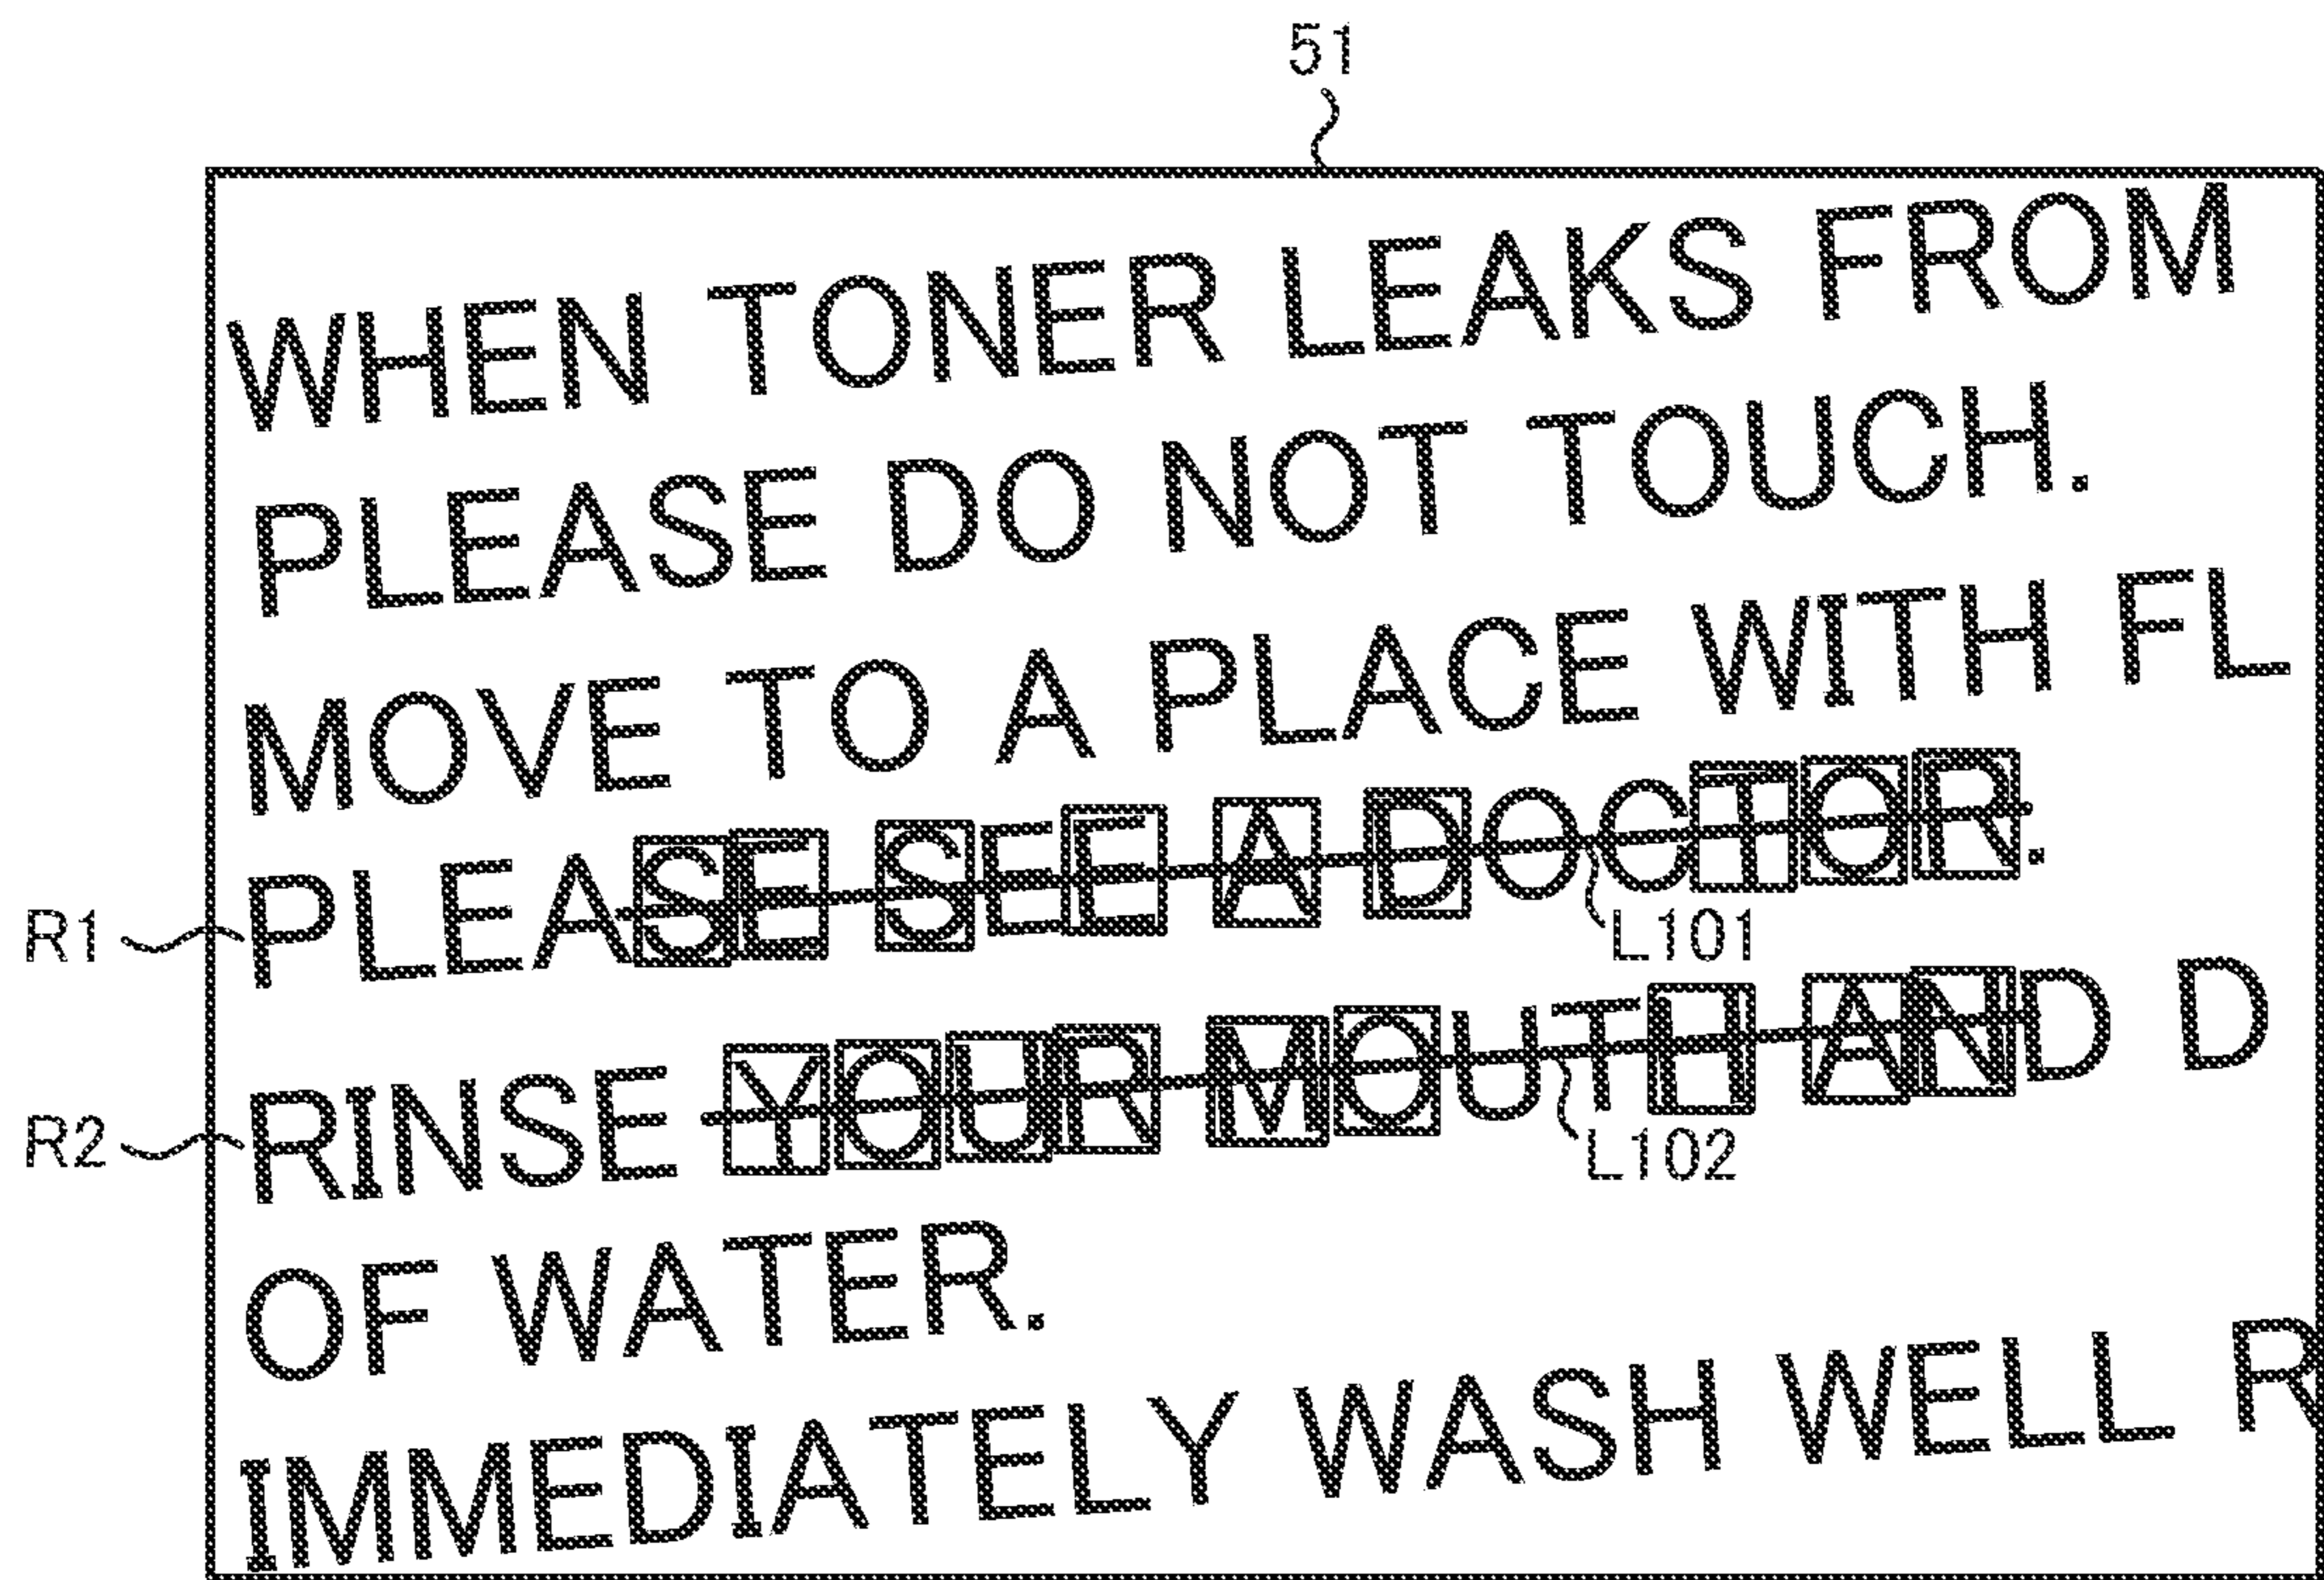 51
WHEN TONER LEAKS FROM
PLEASE DO NOT TOUCH.
MOVE TO A PLACE WITH FL
PLEASE SEE A DOCTOR.
R1
L101
RINSE YOUR MOUTH AND D
R2
L102
OF WATER.
IMMEDIATELY WASH WELL R